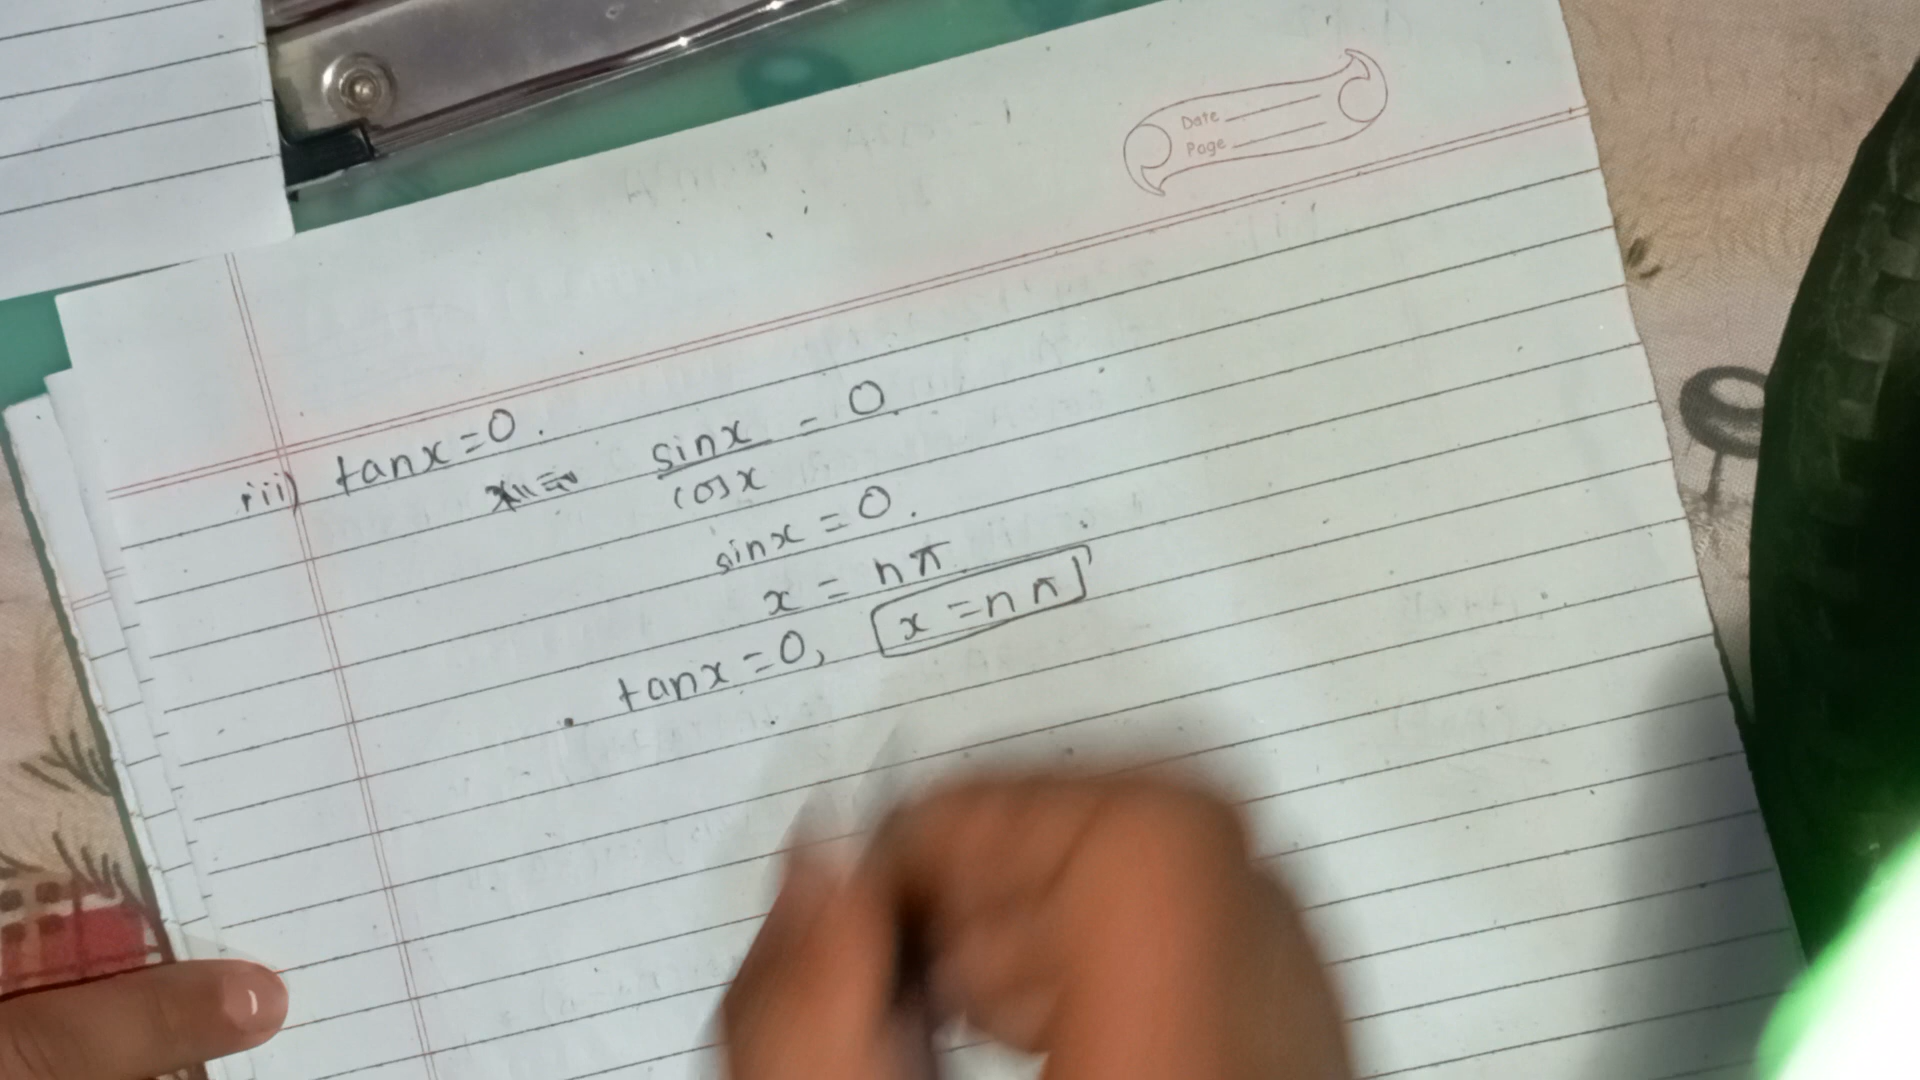 Date
Page
iii) tanx = 0.
sinx/cosx = 0.
sinx = 0.
x = nπ
tanx = 0, x = nπ